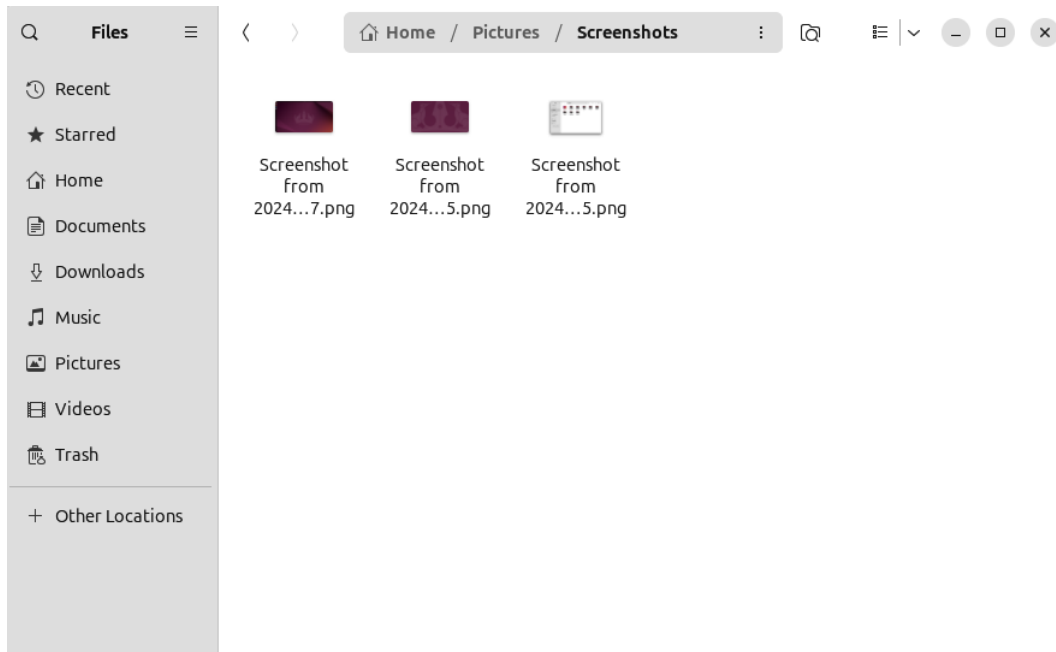 Files
Home / Pictures / Screenshots
Recent
Starred
Home
Documents
Downloads
Music
Pictures
Videos
Trash
+ Other Locations
Screenshot
from
2024…7.png
Screenshot
from
2024…5.png
Screenshot
from
2024…5.png